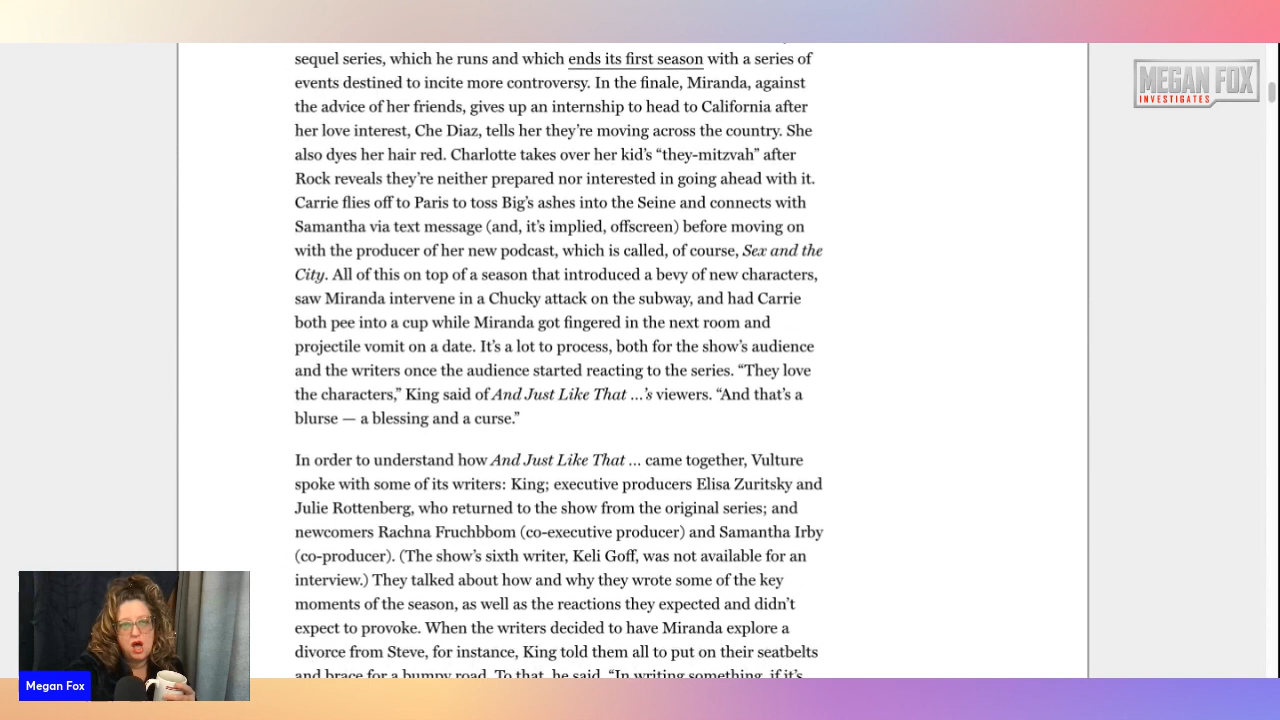 sequel series, which he runs and which ends its first season with a series of
events destined to incite more controversy. In the finale, Miranda, against
the advice of her friends, gives up an internship to head to California after
her love interest, Che Diaz, tells her they’re moving across the country. She
also dyes her hair red. Charlotte takes over her kid’s “they-mitzvah” after
Rock reveals they’re neither prepared nor interested in going ahead with it.
Carrie flies off to Paris to toss Big’s ashes into the Seine and connects with
Samantha via text message (and, it’s implied, offscreen) before moving on
with the producer of her new podcast, which is called, of course, Sex and the
City. All of this on top of a season that introduced a bevy of new characters,
saw Miranda intervene in a Chucky attack on the subway, and had Carrie
both pee into a cup while Miranda got fingered in the next room and
projectile vomit on a date. It’s a lot to process, both for the show’s audience
and the writers once the audience started reacting to the series. “They love
the characters,” King said of And Just Like That …’s viewers. “And that’s a
blurse — a blessing and a curse.”
In order to understand how And Just Like That … came together, Vulture
spoke with some of its writers: King; executive producers Elisa Zuritsky and
Julie Rottenberg, who returned to the show from the original series; and
newcomers Rachna Fruchbbom (co-executive producer) and Samantha Irby
(co-producer). (The show’s sixth writer, Keli Goff, was not available for an
interview.) They talked about how and why they wrote some of the key
moments of the season, as well as the reactions they expected and didn’t
expect to provoke. When the writers decided to have Miranda explore a
divorce from Steve, for instance, King told them all to put on their seatbelts
and brace for a bumpy road. To that, he said, “In writing something, if it’s
MEGAN FOX
INVESTIGATES
Megan Fox